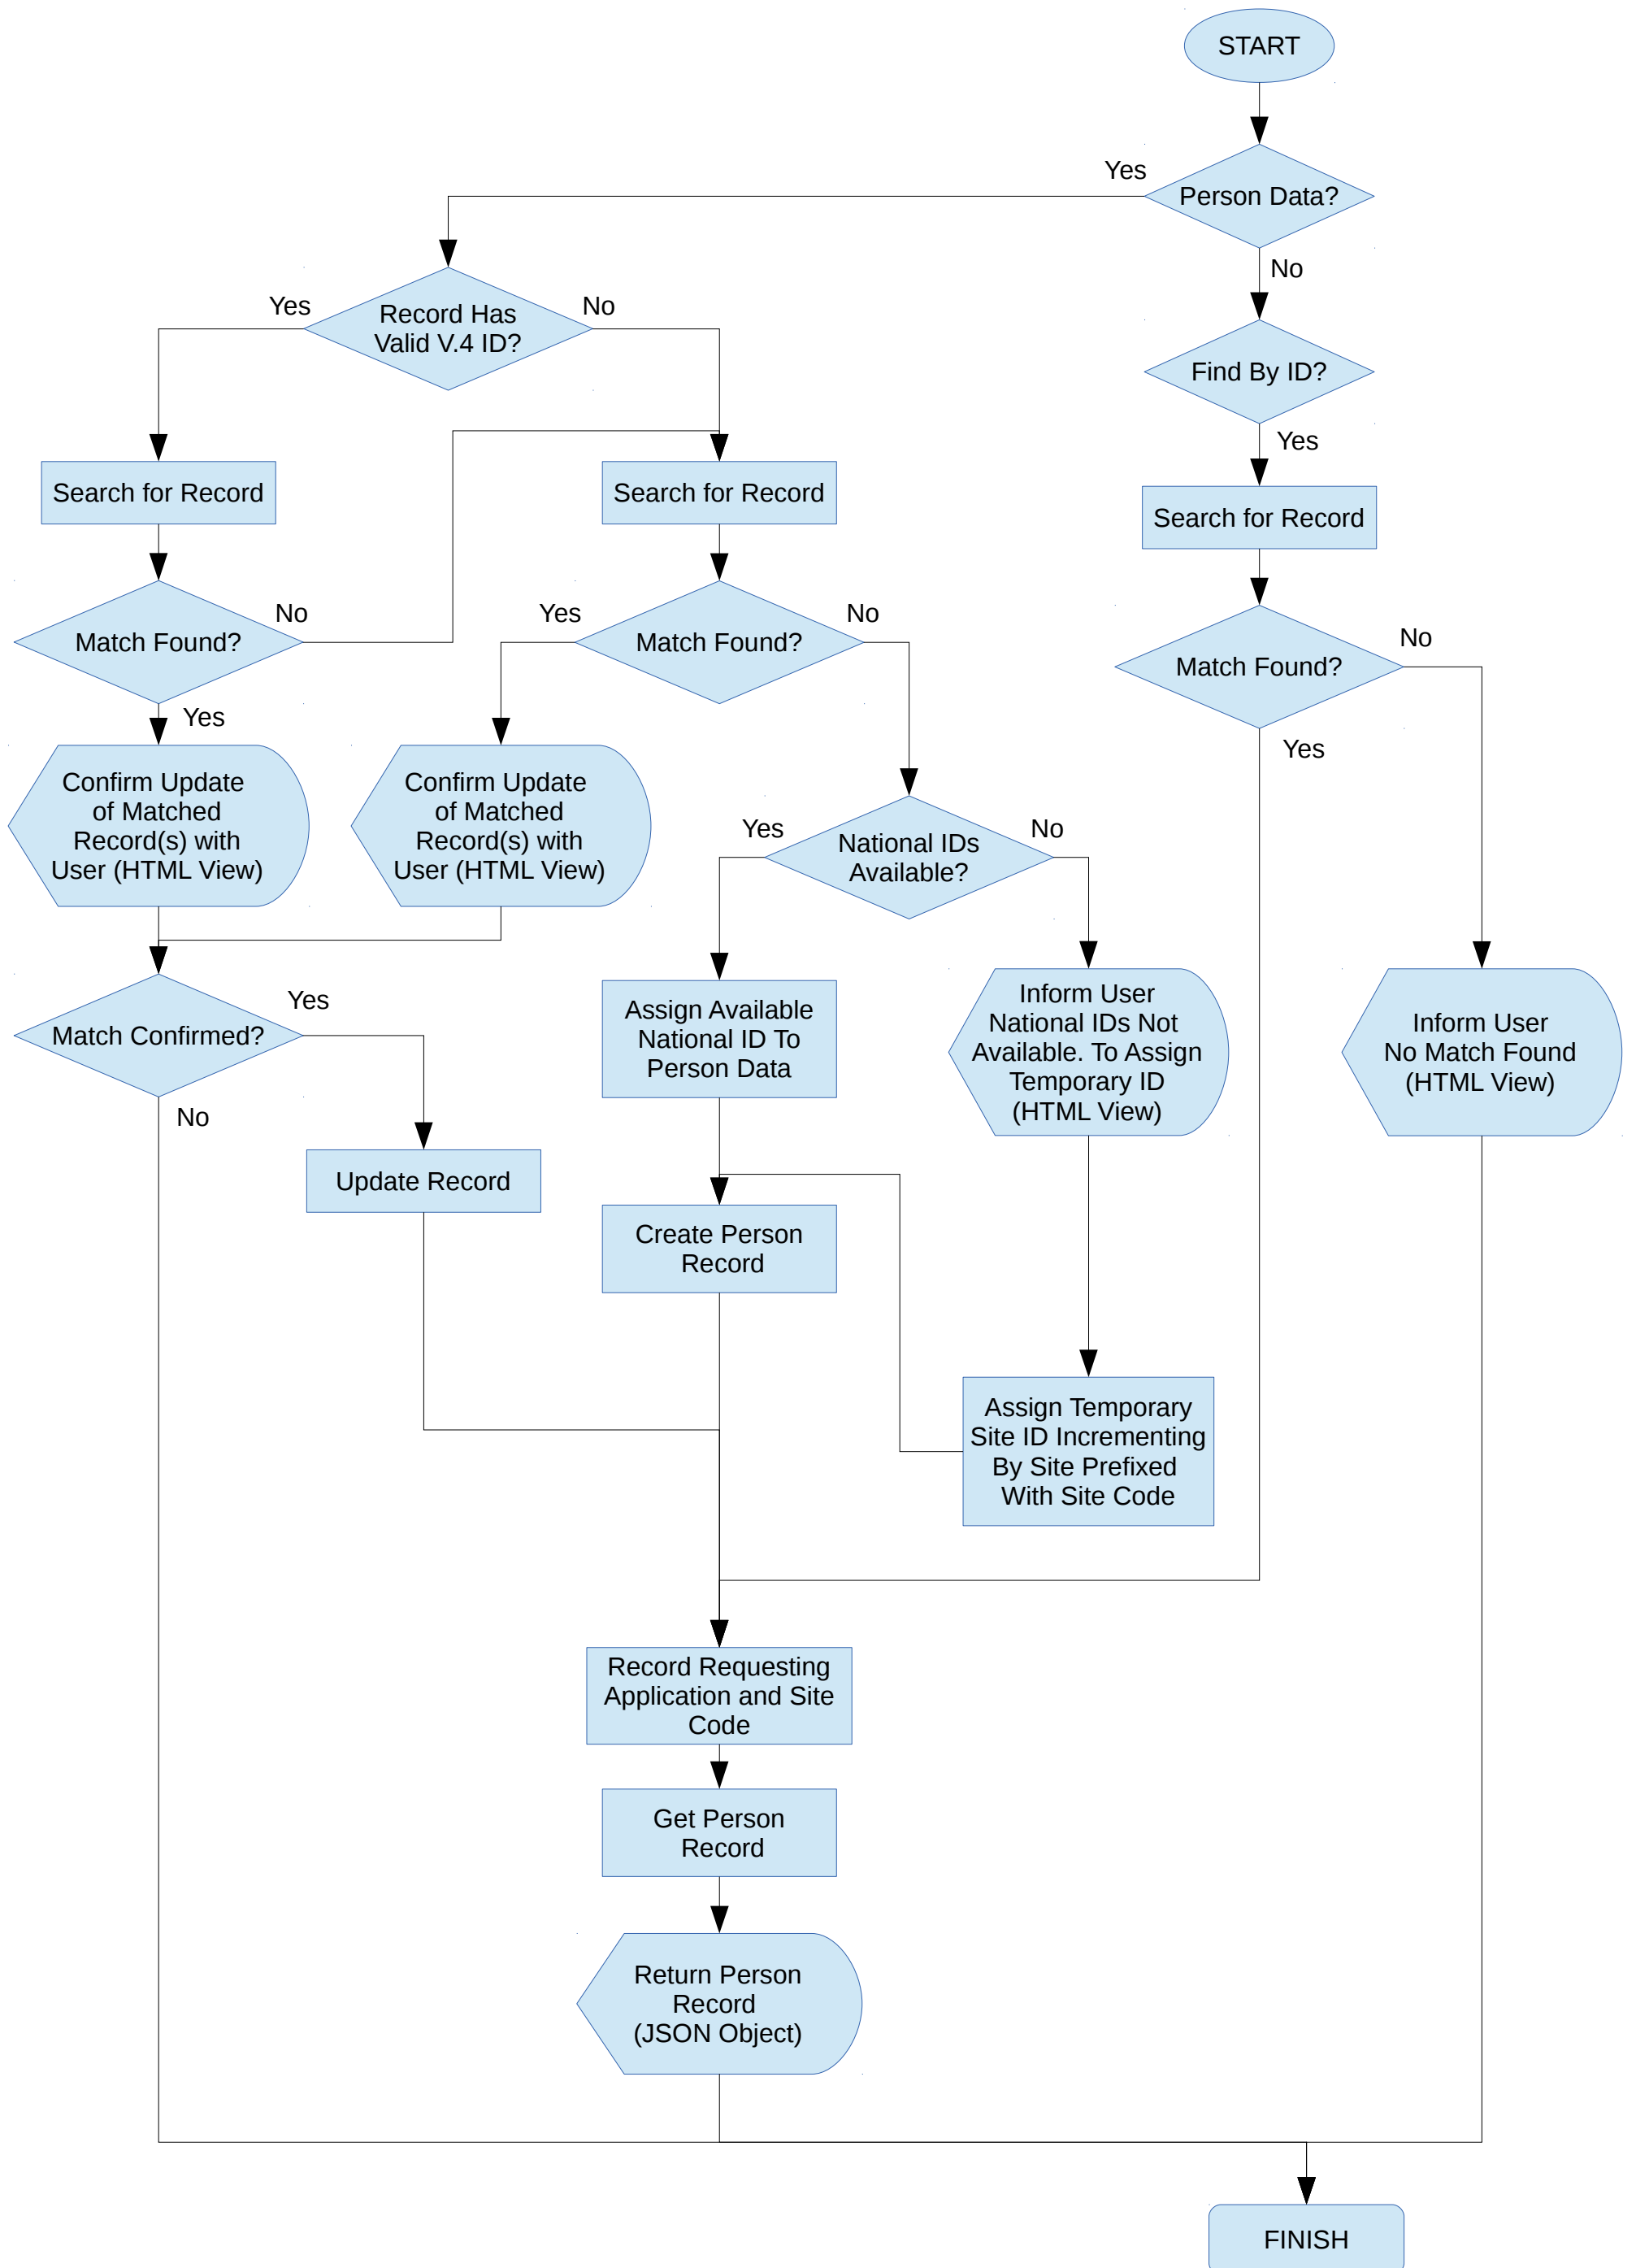 START
Person Data?
Yes
No
Record Has
Valid V.4 ID?
Yes
No
Find By ID?
Yes
Search for Record
Search for Record
Search for Record
Match Found?
No
Yes
Match Found?
Yes
No
Match Found?
No
Yes
Confirm Update
of Matched
Record(s) with
User (HTML View)
Confirm Update
of Matched
Record(s) with
User (HTML View)
National IDs
Available?
Yes
No
Match Confirmed?
Yes
No
Assign Available
National ID To
Person Data
Inform User
National IDs Not
Available. To Assign
Temporary ID
(HTML View)
Inform User
No Match Found
(HTML View)
Update Record
Create Person
Record
Assign Temporary
Site ID Incrementing
By Site Prefixed
With Site Code
Record Requesting
Application and Site
Code
Get Person
Record
Return Person
Record
(JSON Object)
FINISH